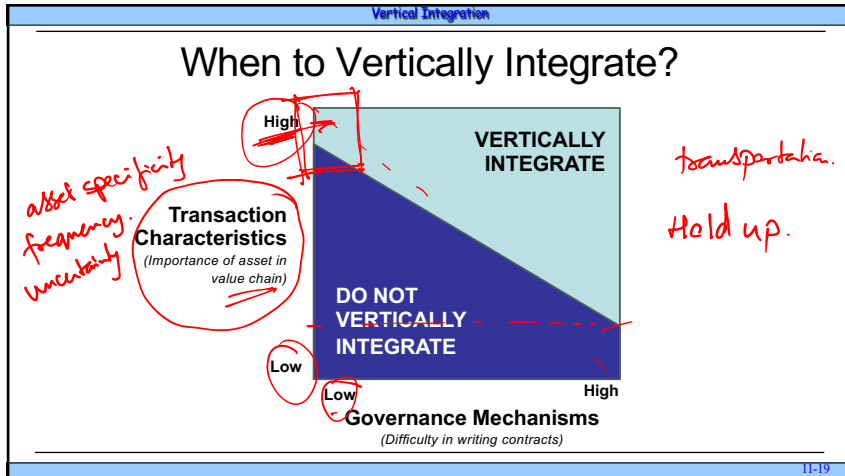 Vertical Integration
When to Vertically Integrate?
High
VERTICALLY
INTEGRATE
transportation.
Hold up.
asset specificity
frequency.
uncertainty
Transaction
Characteristics
(Importance of asset in
value chain)
DO NOT
VERTICALLY
INTEGRATE
Low
Low
High
Governance Mechanisms
(Difficulty in writing contracts)
11-19